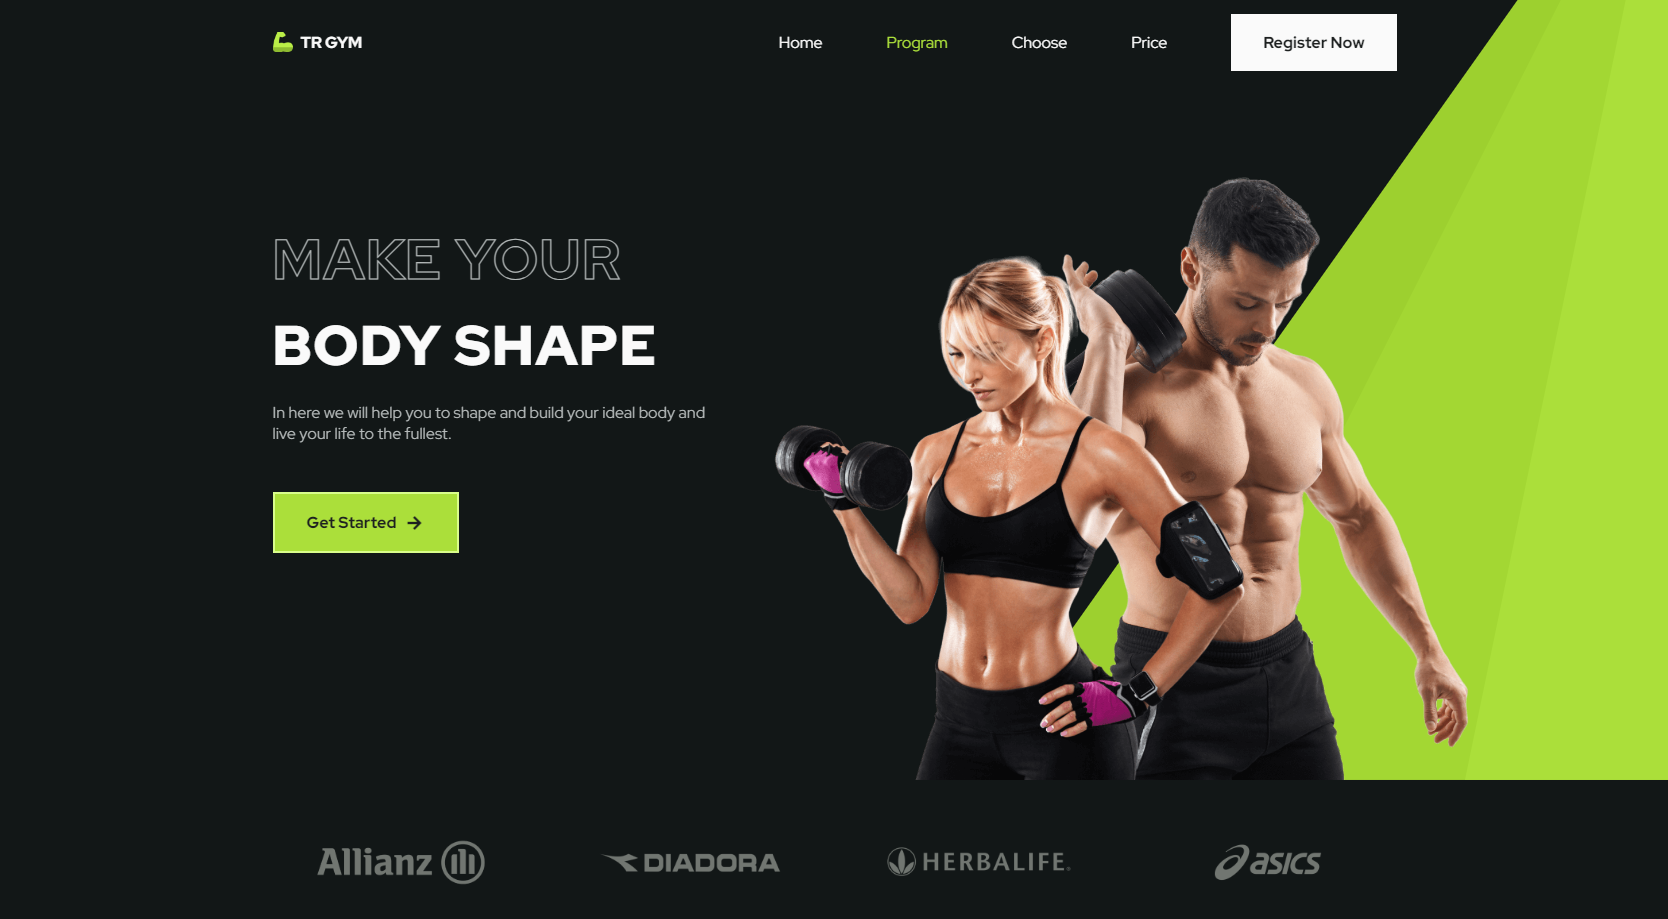 TR GYM
Home
Program
Choose
Price
Register Now
MAKE YOUR
BODY SHAPE
In here we will help you to shape and build your ideal body and
live your life to the fullest.
Get Started
Allianz
DIADORA
HERBALIFE
asics